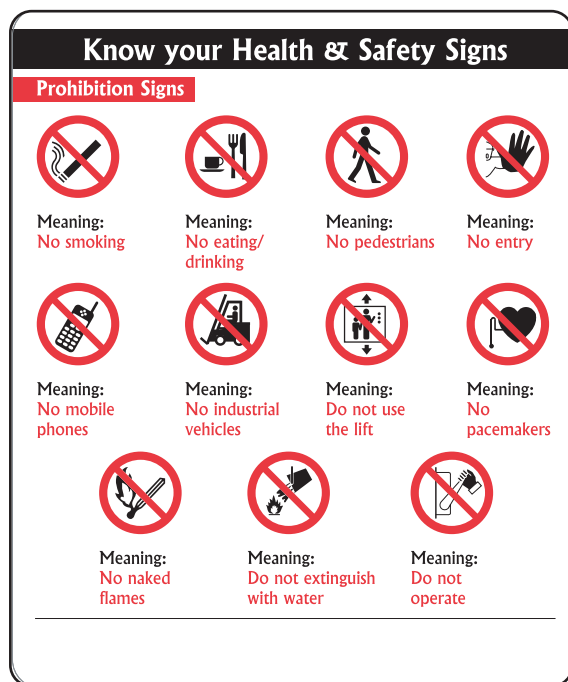 Know your Health & Safety Signs
Prohibition Signs
Meaning:
No smoking
Meaning:
No eating/
drinking
Meaning:
No pedestrians
Meaning:
No entry
Meaning:
No mobile
phones
Meaning:
No industrial
vehicles
Meaning:
Do not use
the lift
Meaning:
No
pacemakers
Meaning:
No naked
flames
Meaning:
Do not extinguish
with water
Meaning:
Do not
operate